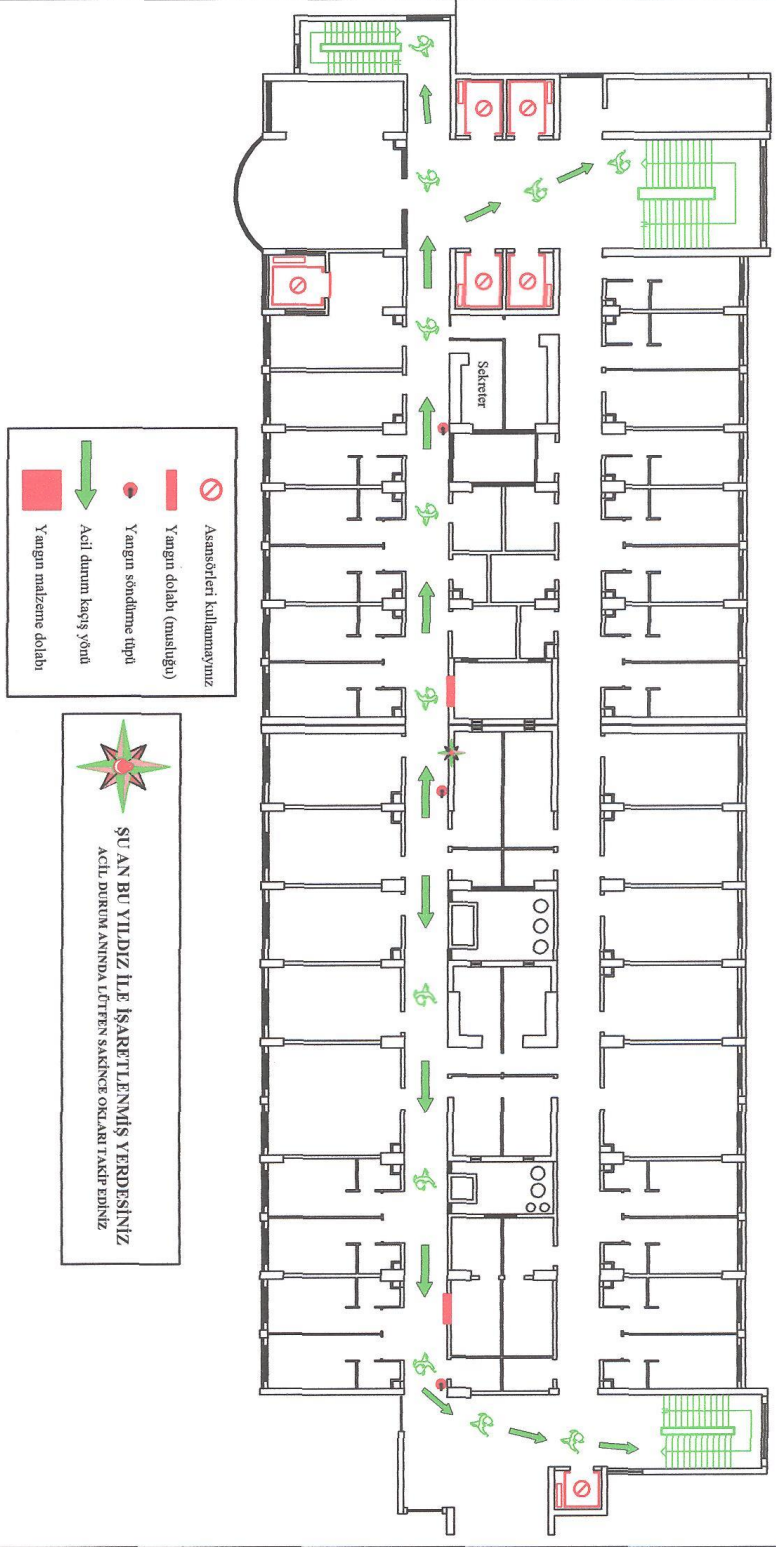 Sekreter
Asansörleri kullanmayınız
Yangın dolabı (musluğu)
Yangın söndürme tüpü
Acil durum kaçış yönü
Yangın malzeme dolabı
ŞU AN BU YILDIZ İLE İŞARETLENMİŞ YERDESİNİZ
ACİL DURUM ANINDA LÜTFEN SAKİNCE OKLARI TAKİP EDİNİZ